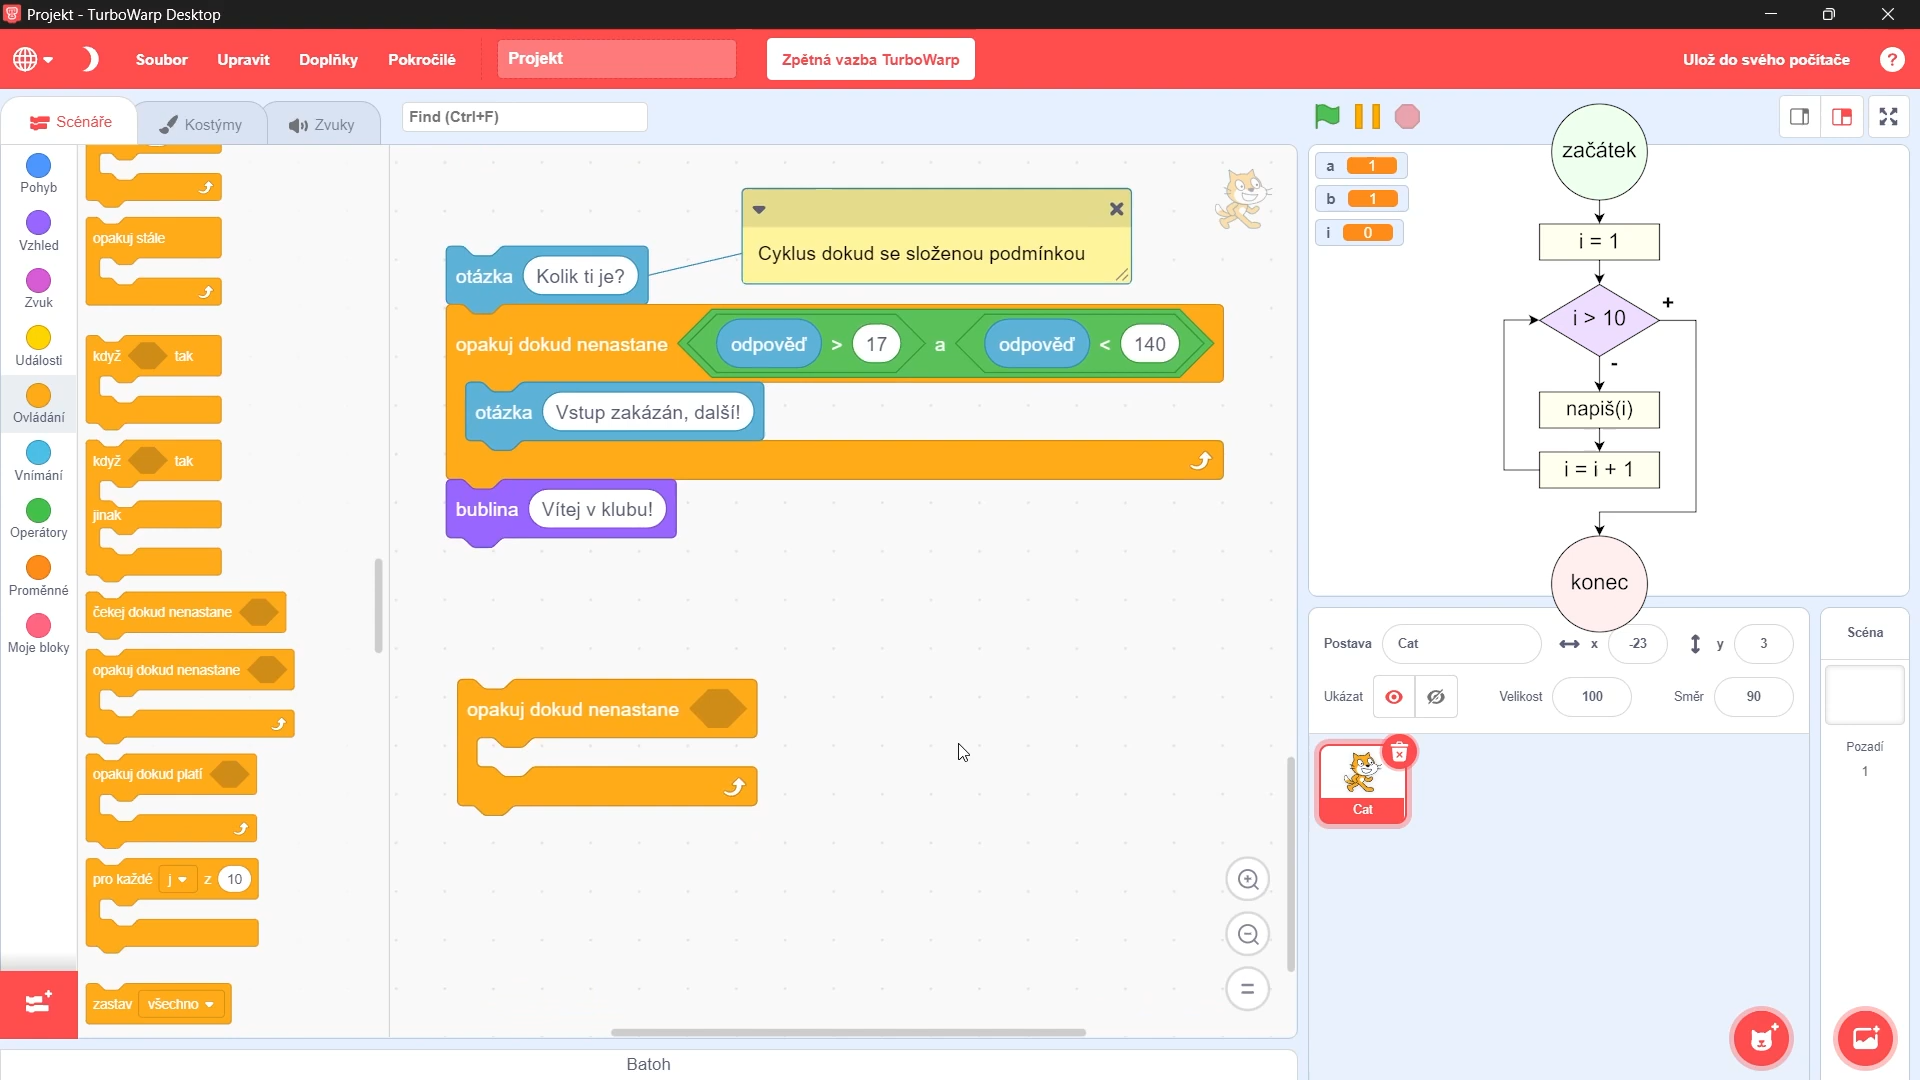 Projekt - TurboWarp Desktop
Soubor
Upravit
Doplňky
Pokročilé
Projekt
Zpětná vazba TurboWarp
Ulož do svého počítače
?
Scénáře
Kostýmy
Zvuky
Find (Ctrl+F)
Pohyb
Vzhled
Zvuk
Události
Ovládání
Vnímání
Operátory
Proměnné
Moje bloky
opakuj stále
když tak
když tak
jinak
čekej dokud nenastane
opakuj dokud nenastane
opakuj dokud platí
pro každé j z 10
zastav všechno
Cyklus dokud se složenou podmínkou
otázka Kolik ti je?
opakuj dokud nenastane odpověď > 17 a odpověď < 140
otázka Vstup zakázán, další!
bublina Vítej v klubu!
opakuj dokud nenastane
Batoh
a 1
b 1
i 0
začátek
i = 1
i > 10
+
-
napiš(i)
i = i + 1
konec
Postava Cat x -23 y 3
Ukázat Velikost 100 Směr 90
Cat
Scéna
Pozadí
1